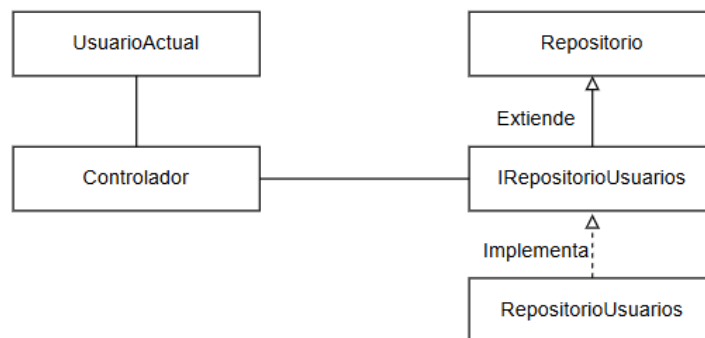 UsuarioActual
Repositorio
Extiende
Controlador
IRepositorioUsuarios
Implementa
RepositorioUsuarios